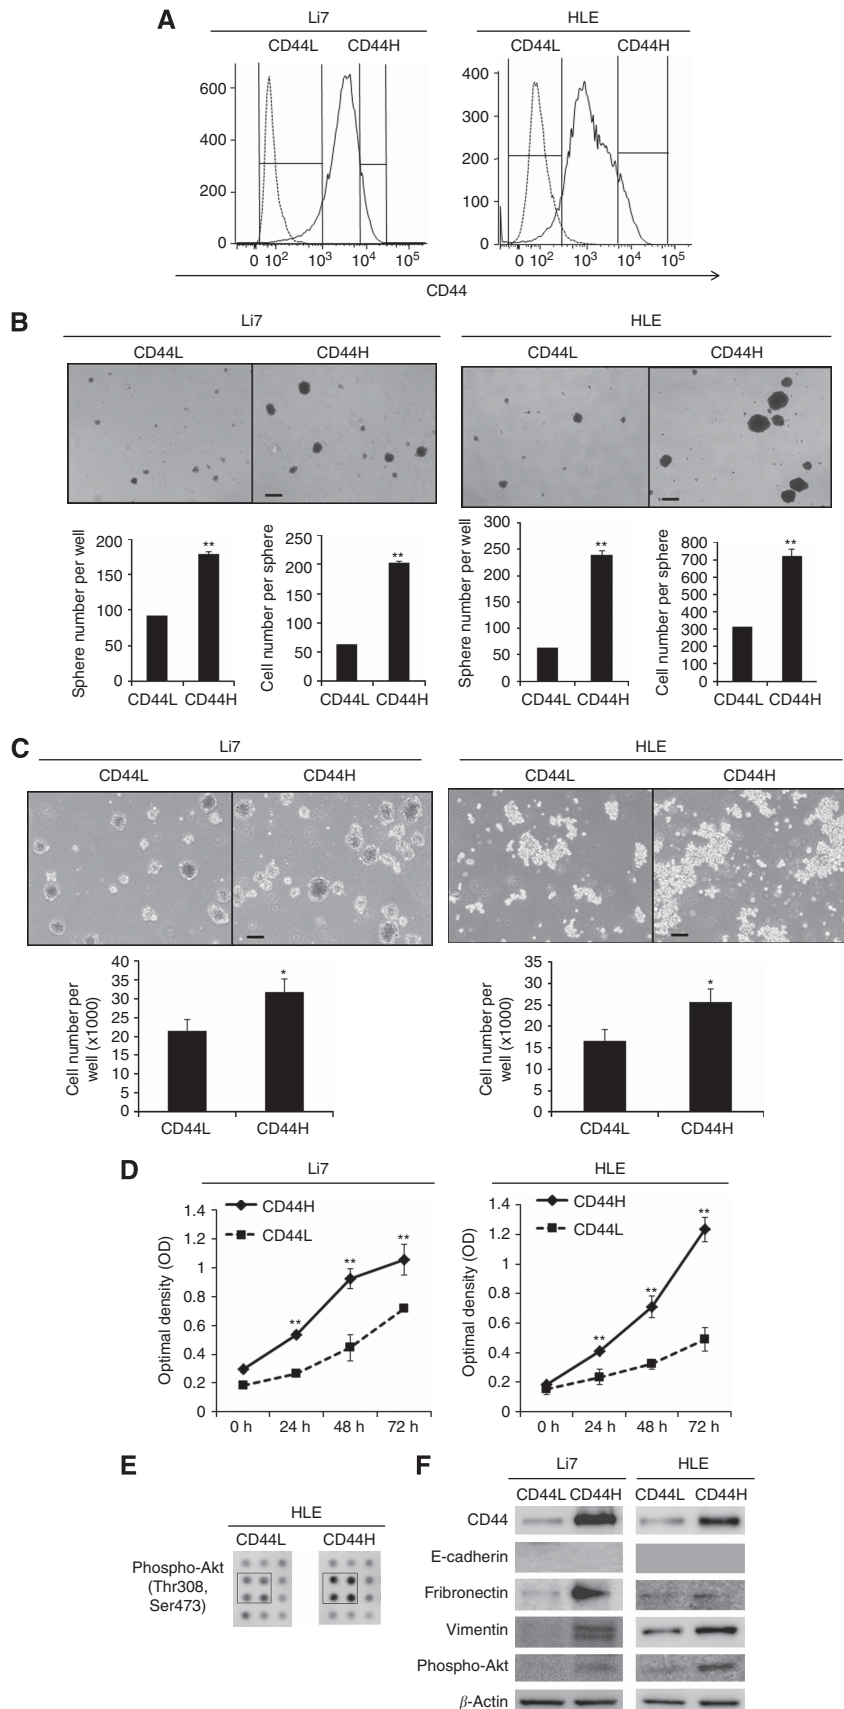 A
Li7
HLE
CD44L
CD44H
CD44L
CD44H
600
400
200
0
0 10²
10³
10⁴
10⁵
400
300
200
100
0
0 10²
10³
10⁴
10⁵
CD44
B
Li7
HLE
CD44L
CD44H
CD44L
CD44H
Sphere number per well
200
150
100
50
0
**
CD44L CD44H
Cell number per sphere
250
200
150
100
50
0
**
CD44L CD44H
Sphere number per well
300
250
200
150
100
50
0
**
CD44L CD44H
Cell number per sphere
800
700
600
500
400
300
200
100
0
**
CD44L CD44H
C
Li7
HLE
CD44L
CD44H
CD44L
CD44H
Cell number per
well (x1000)
40
35
30
25
20
15
10
5
0
*
CD44L
CD44H
Cell number per
well (x1000)
35
30
25
20
15
10
5
0
*
CD44L
CD44H
D
Li7
HLE
Optimal density (OD)
1.4
1.2
1
0.8
0.6
0.4
0.2
0
CD44H
CD44L
**
**
**
0 h
24 h
48 h
72 h
Optimal density (OD)
1.4
1.2
1
0.8
0.6
0.4
0.2
0
CD44H
CD44L
**
**
**
0 h
24 h
48 h
72 h
E
HLE
CD44L
CD44H
Phospho-Akt
(Thr308,
Ser473)
F
Li7
HLE
CD44L CD44H
CD44L CD44H
CD44
E-cadherin
Fribronectin
Vimentin
Phospho-Akt
β-Actin